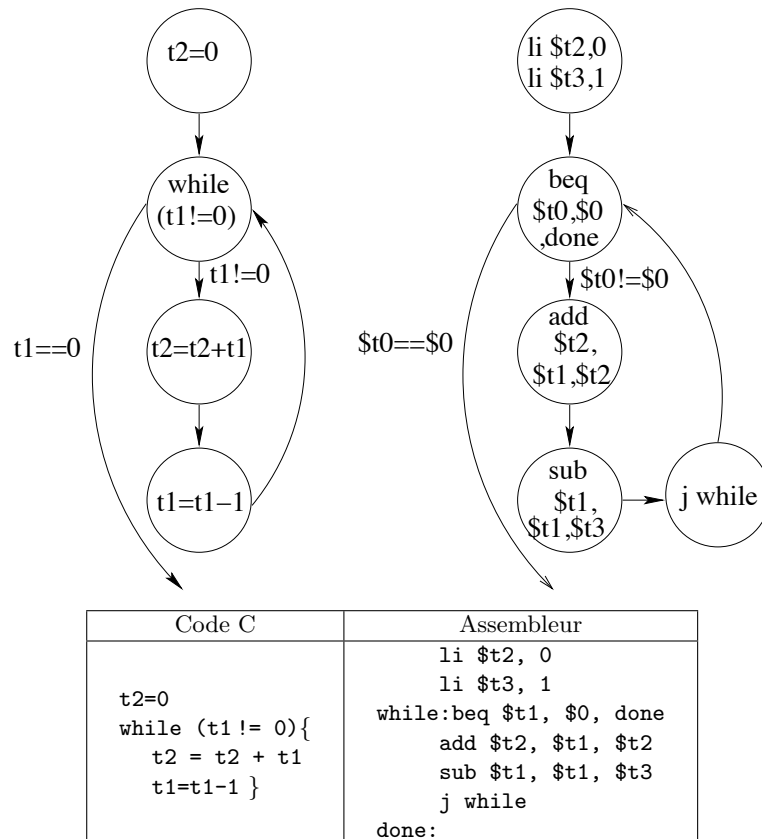 t2=0
while
(t1!=0)
t1!=0
t1==0
t2=t2+t1
t1=t1−1
li $t2,0
li $t3,1
beq
$t0,$0
,done
$t0!=$0
$t0==$0
add
$t2,
$t1,$t2
sub
$t1,
$t1,$t3
j while
Code C
t2=0
while (t1 != 0){
t2 = t2 + t1
t1=t1-1 }
Assembleur
li $t2, 0
li $t3, 1
while:beq $t1, $0, done
add $t2, $t1, $t2
sub $t1, $t1, $t3
j while
done: